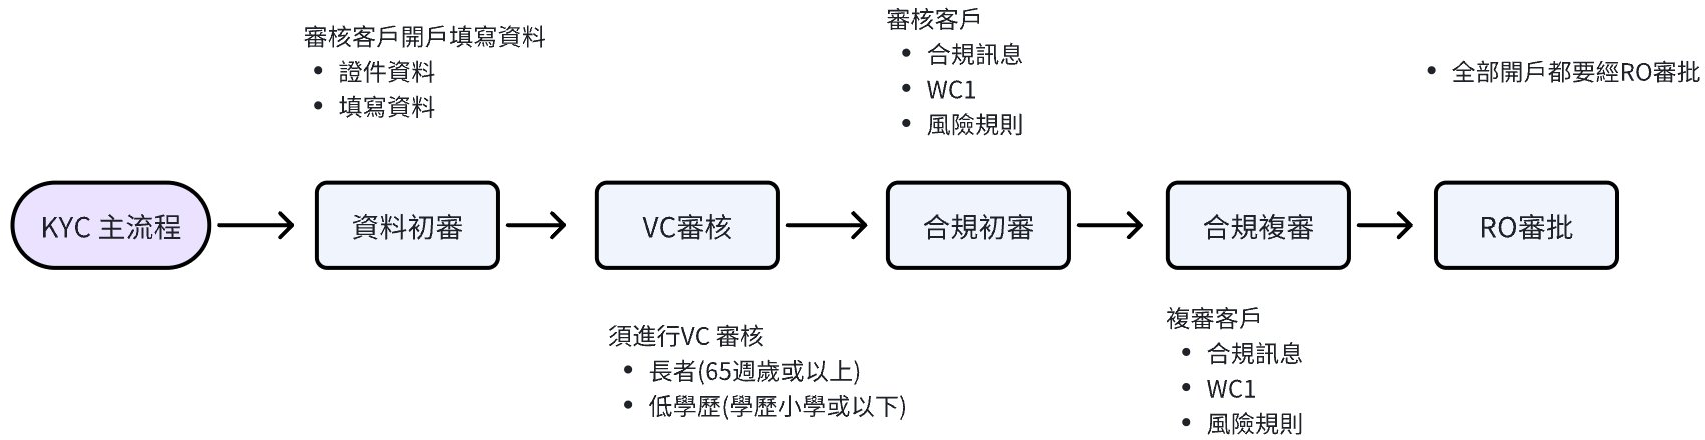 審核客戶開戶填寫資料
• 證件資料
• 填寫資料
審核客戶
• 合規訊息
• WC1
• 風險規則
• 全部開戶都要經RO審批
KYC 主流程
資料初審
VC審核
合規初審
合規複審
RO審批
須進行VC 審核
• 長者(65週歲或以上)
• 低學歷(學歷小學或以下)
複審客戶
• 合規訊息
• WC1
• 風險規則